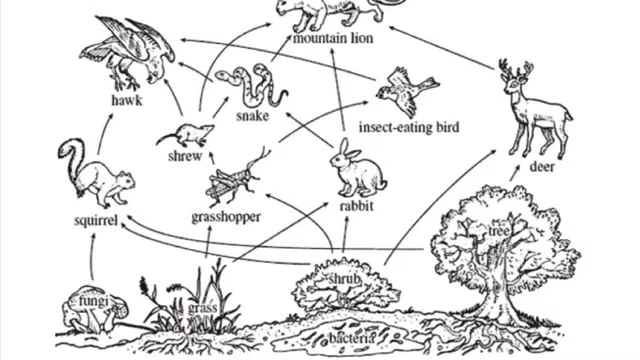 mountain lion
hawk
snake
insect-eating bird
shrew
deer
squirrel
grasshopper
rabbit
tree
fungi
grass
shrub
bacteria